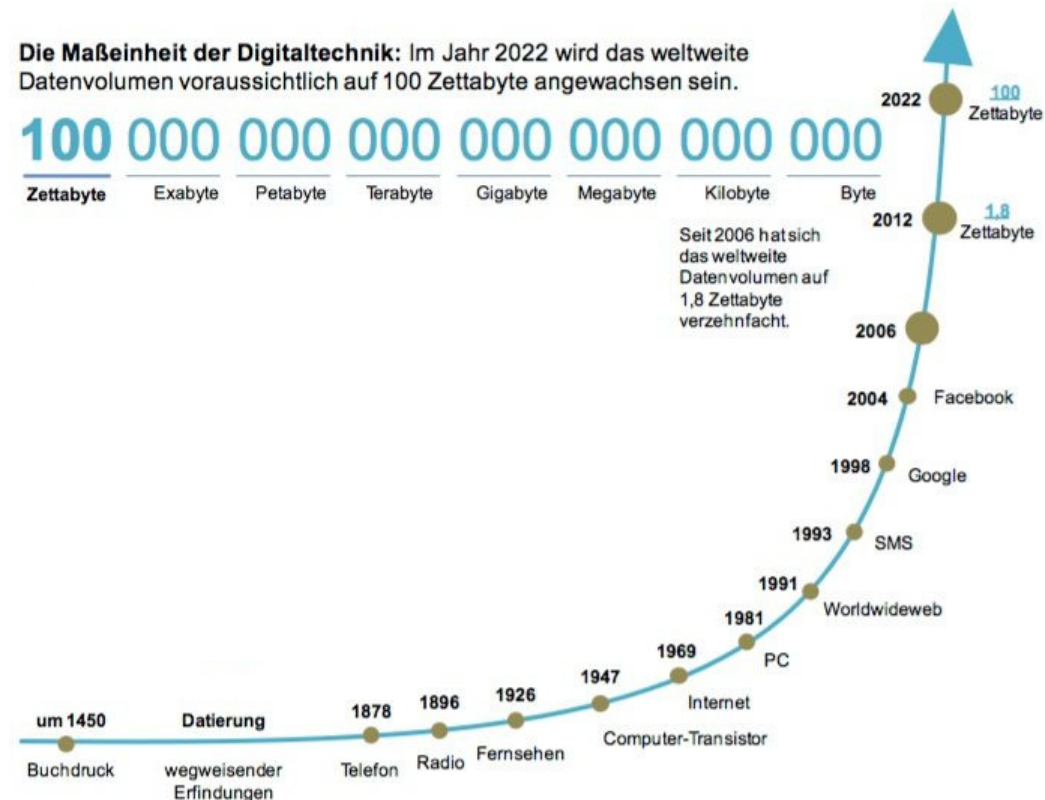 Die Maßeinheit der Digitaltechnik: Im Jahr 2022 wird das weltweite
Datenvolumen voraussichtlich auf 100 Zettabyte angewachsen sein.
100 000 000 000 000 000 000 000
Zettabyte Exabyte Petabyte Terabyte Gigabyte Megabyte Kilobyte Byte
2022 100
Zettabyte
2012 1,8
Zettabyte
Seit 2006 hat sich
das weltweite
Datenvolumen auf
1,8 Zettabyte
verzehnfacht.
2006
2004 Facebook
1998 Google
1993 SMS
1991 Worldwideweb
1981 PC
1969 Internet
1947 Computer-Transistor
1926 Fernsehen
1896 Radio
1878 Telefon
Datierung
wegweisender
Erfindungen
um 1450
Buchdruck